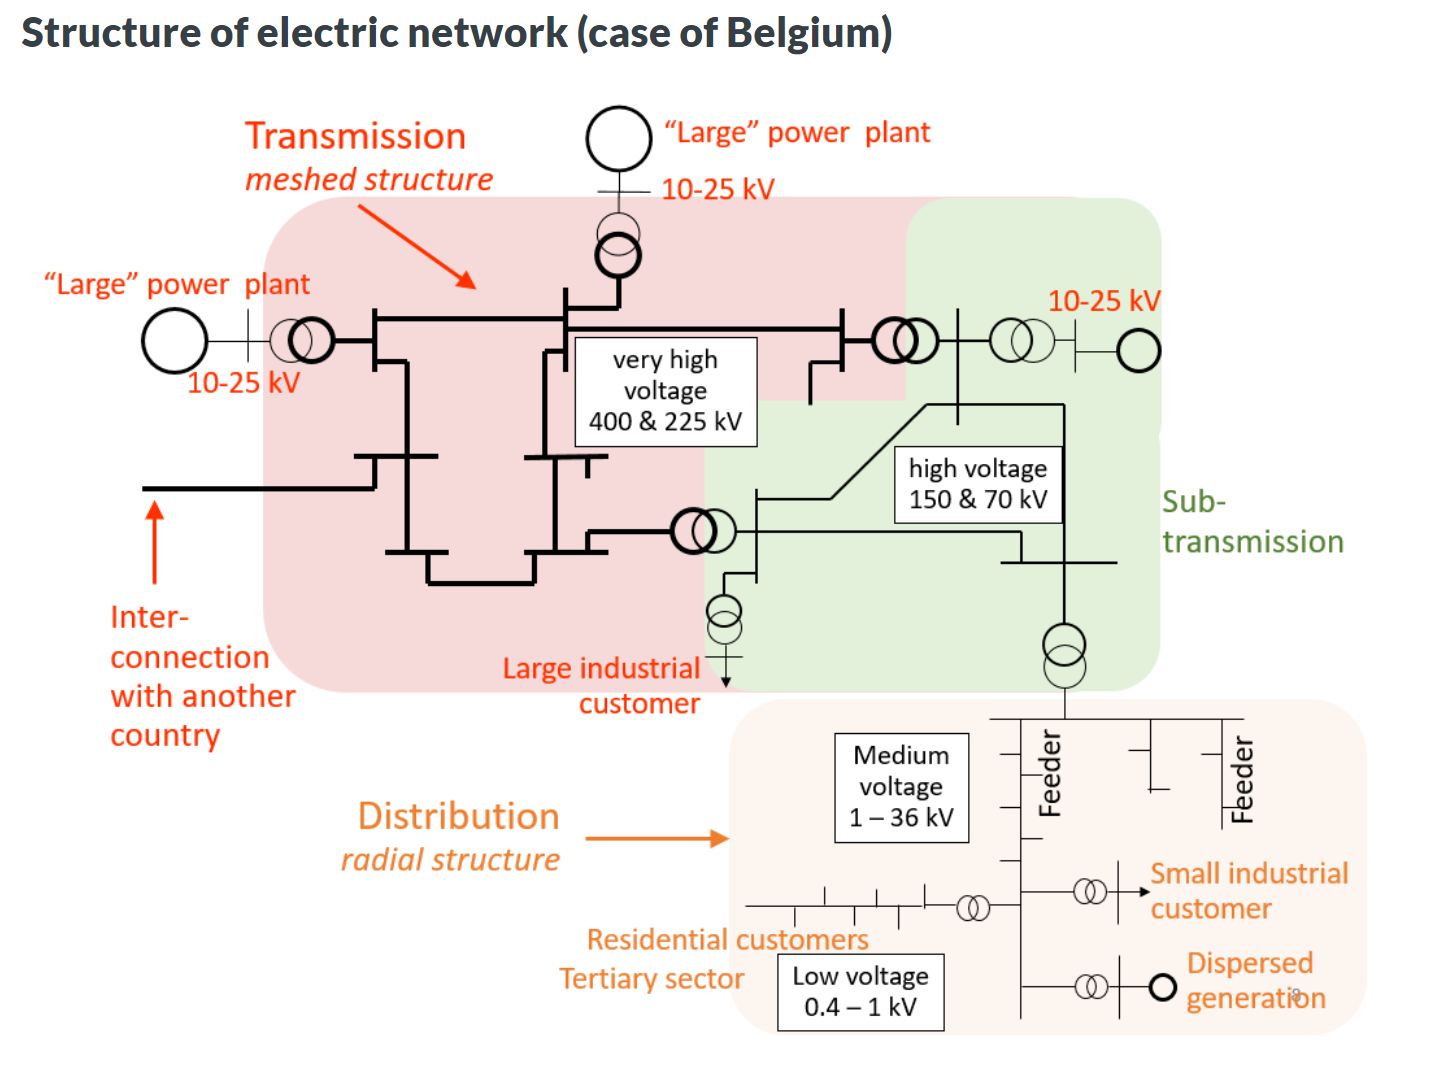 Structure of electric network (case of Belgium)
Transmission
meshed structure
“Large” power plant
10-25 kV
“Large” power plant
10-25 kV
10-25 kV
very high
voltage
400 & 225 kV
high voltage
150 & 70 kV
Sub-
transmission
Inter-
connection
with another
country
Large industrial
customer
Distribution
radial structure
Medium
voltage
1 – 36 kV
Feeder
Feeder
Small industrial
customer
Residential customers
Tertiary sector
Low voltage
0.4 – 1 kV
Dispersed
generation